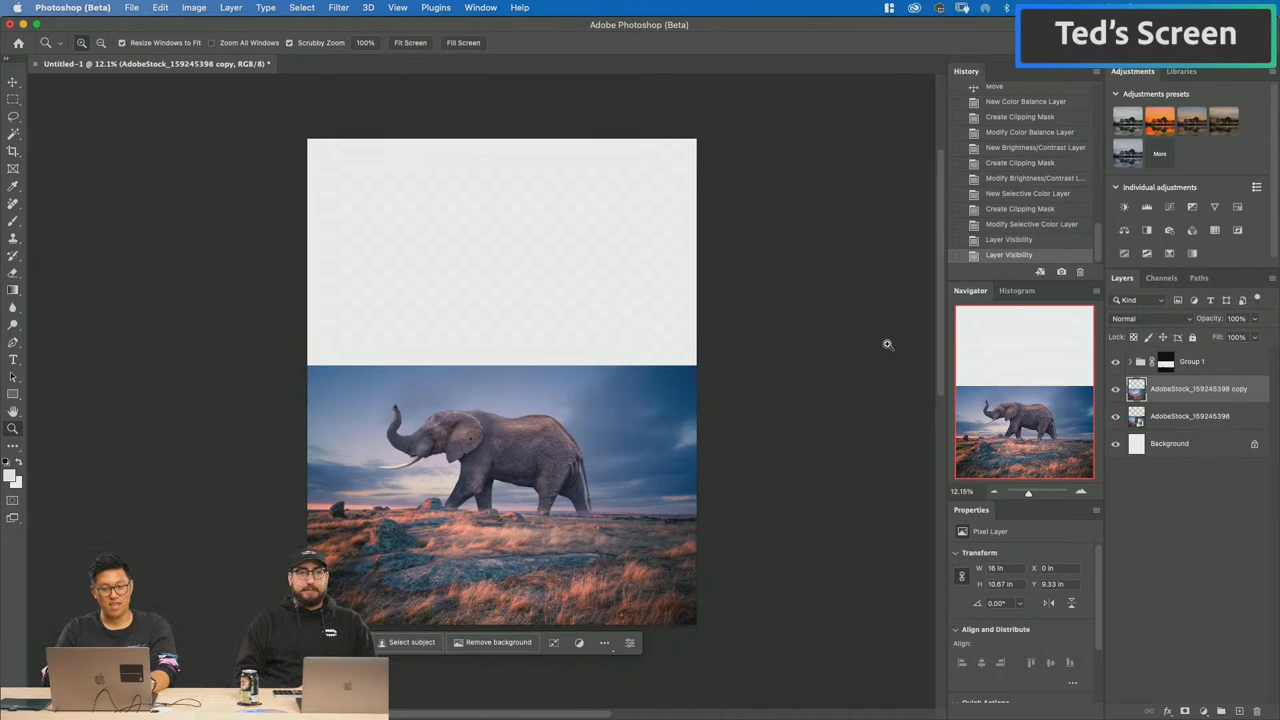 Photoshop (Beta) File Edit Image Layer Type Select Filter 3D View Plugins Window Help
Adobe Photoshop (Beta)
Ted's Screen
Resize Windows to Fit Zoom All Windows Scrubby Zoom 100% Fit Screen Fill Screen
Untitled-1 @ 12.1% (AdobeStock_159245398 copy, RGB/8) *
History
Move
New Color Balance Layer
Create Clipping Mask
Modify Color Balance Layer
New Brightness/Contrast Layer
Create Clipping Mask
Modify Brightness/Contrast L...
New Selective Color Layer
Create Clipping Mask
Modify Selective Color Layer
Layer Visibility
Layer Visibility
Navigator Histogram
12.15%
Properties
Pixel Layer
Transform
W 16 in X 0 in
H 10.67 in Y 9.33 in
0.00°
Align and Distribute
Align:
Adjustments Libraries
Adjustments presets
More
Individual adjustments
Layers Channels Paths
Kind
Normal Opacity: 100%
Lock: Fill: 100%
Group 1
AdobeStock_159245398 copy
AdobeStock_159245398
Background
Select subject Remove background